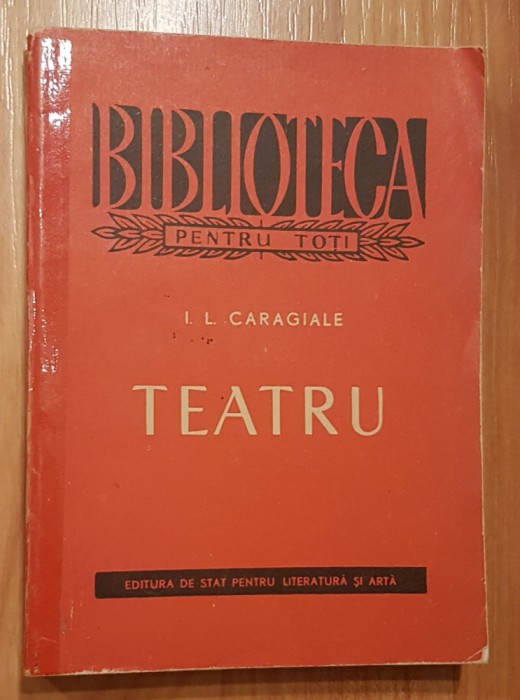 BIBLIOTECA
PENTRU TOȚI
I. L. CARAGIALE
TEATRU
EDITURA DE STAT PENTRU LITERATURĂ ȘI ARTĂ